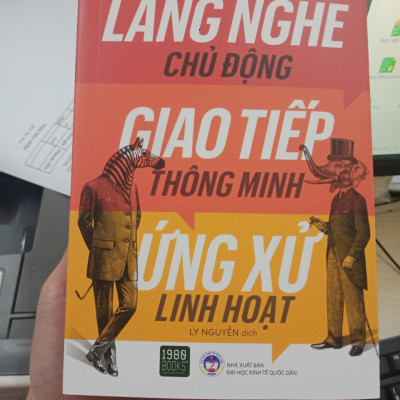 LẮNG NGHE
CHỦ ĐỘNG
GIAO TIẾP
THÔNG MINH
ỨNG XỬ
LINH HOẠT
LY NGUYỄN dịch
1980
BOOKS
NHÀ XUẤT BẢN
ĐẠI HỌC KINH TẾ QUỐC DÂN